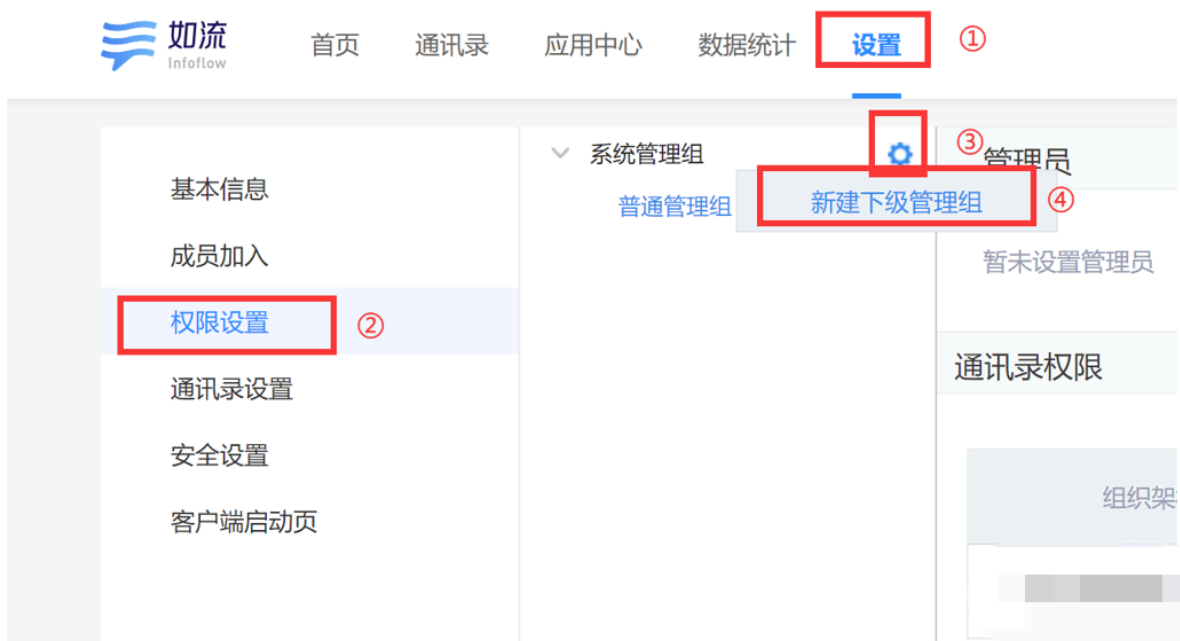 如流
Infoflow
首页 通讯录 应用中心 数据统计 设置 ①
基本信息
成员加入
权限设置 ②
通讯录设置
安全设置
客户端启动页
系统管理组 ③
普通管理组
新建下级管理组 ④
管理员
暂未设置管理员
通讯录权限
组织架